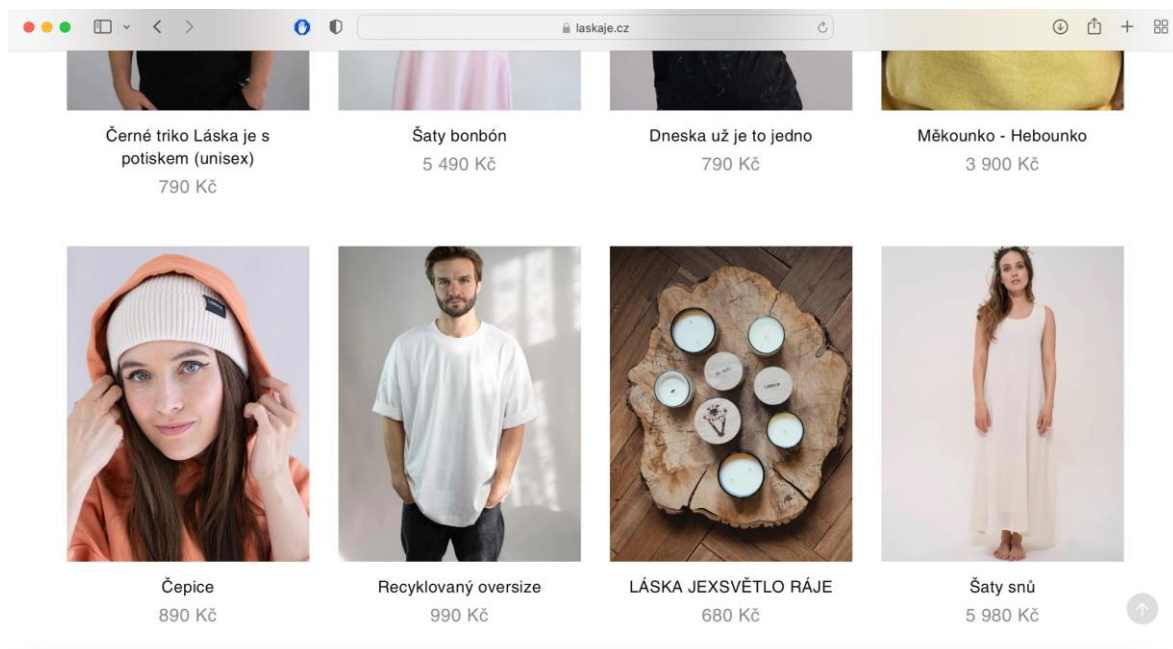 laskaje.cz
Černé triko Láska je s
potiskem (unisex)
790 Kč
Šaty bonbón
5 490 Kč
Dneska už je to jedno
790 Kč
Měkounko - Hebounko
3 900 Kč
Čepice
890 Kč
Recyklovaný oversize
990 Kč
LÁSKA JEXSVĚTLO RÁJE
680 Kč
Šaty snů
5 980 Kč